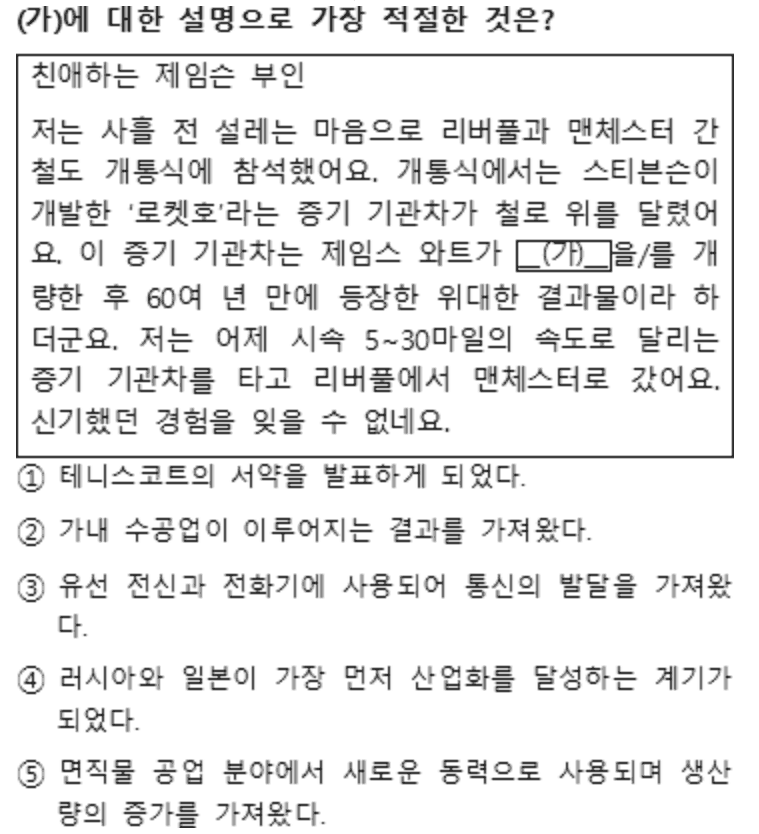 (가)에 대한 설명으로 가장 적절한 것은?
친애하는 제임슨 부인
저는 사흘 전 설레는 마음으로 리버풀과 맨체스터 간
철도 개통식에 참석했어요. 개통식에서는 스티븐슨이
개발한 ‘로켓호’라는 증기 기관차가 철로 위를 달렸어
요. 이 증기 기관차는 제임스 와트가 (가) 을/를 개
량한 후 60여 년 만에 등장한 위대한 결과물이라 하
더군요. 저는 어제 시속 5~30마일의 속도로 달리는
증기 기관차를 타고 리버풀에서 맨체스터로 갔어요.
신기했던 경험을 잊을 수 없네요.
① 테니스코트의 서약을 발표하게 되었다.
② 가내 수공업이 이루어지는 결과를 가져왔다.
③ 유선 전신과 전화기에 사용되어 통신의 발달을 가져왔
다.
④ 러시아와 일본이 가장 먼저 산업화를 달성하는 계기가
되었다.
⑤ 면직물 공업 분야에서 새로운 동력으로 사용되며 생산
량의 증가를 가져왔다.